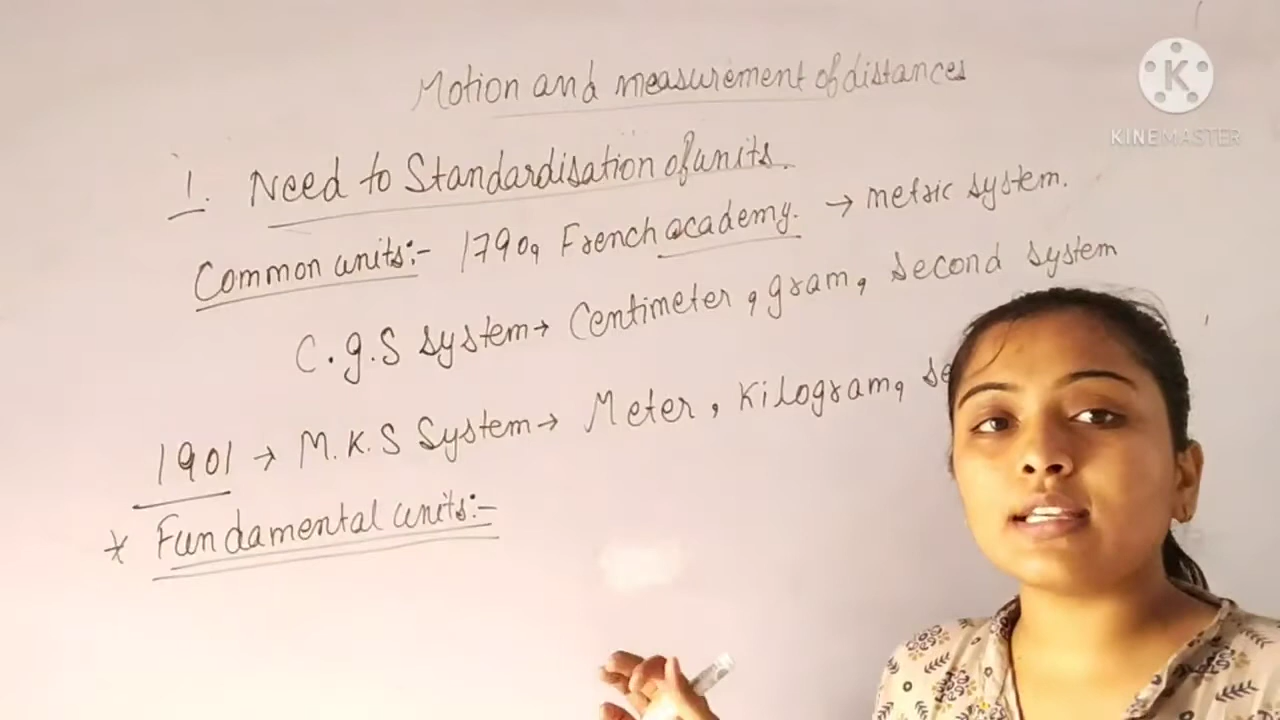 Motion and measurement of distances
1. Need to Standardisation of units.
Common units:- 1790, French academy. → metric system.
C.g.S system→ Centimeter, gram, second system
1901 → M.K.S System→ Meter, Kilogram, se
* Fundamental units:-
K
KINEMASTER